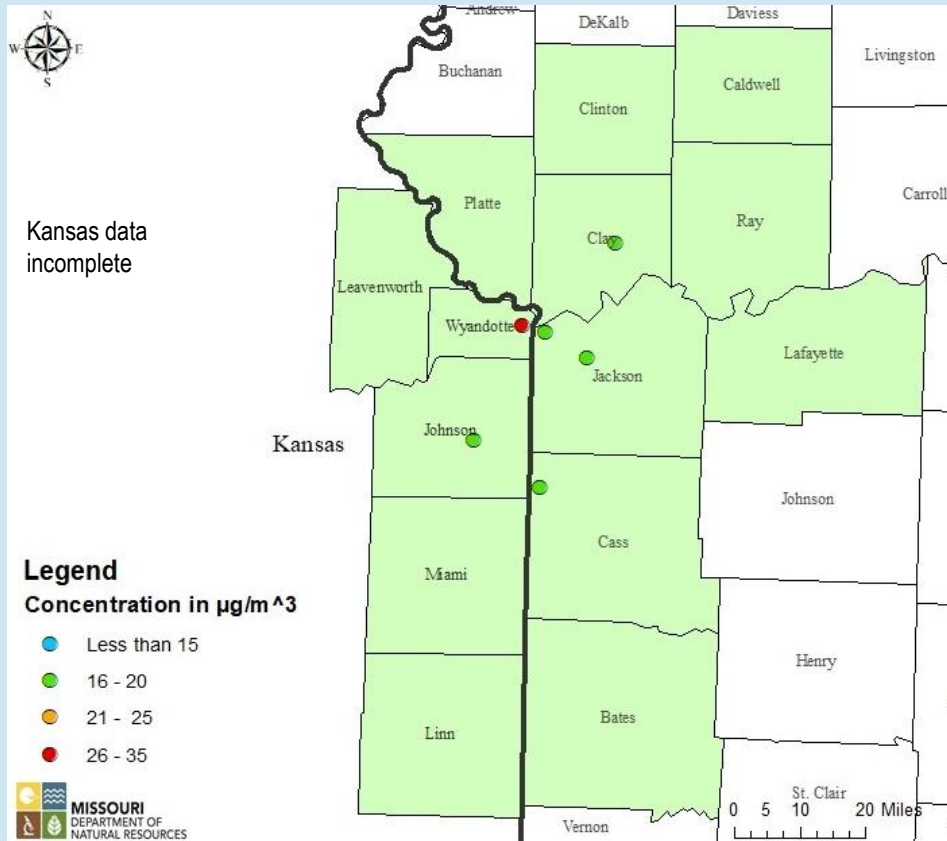 N
W E
S
Andrew
DeKalb
Daviess
Livingston
Buchanan
Caldwell
Clinton
Carroll
Platte
Ray
Clay
Kansas data
incomplete
Leavenworth
Wyandotte
Lafayette
Jackson
Johnson
Kansas
Johnson
Cass
Miami
Henry
Bates
Linn
St. Clair
Vernon
Legend
Concentration in µg/m^3
Less than 15
16 - 20
21 - 25
26 - 35
MISSOURI
DEPARTMENT OF
NATURAL RESOURCES
0 5 10 20 Miles